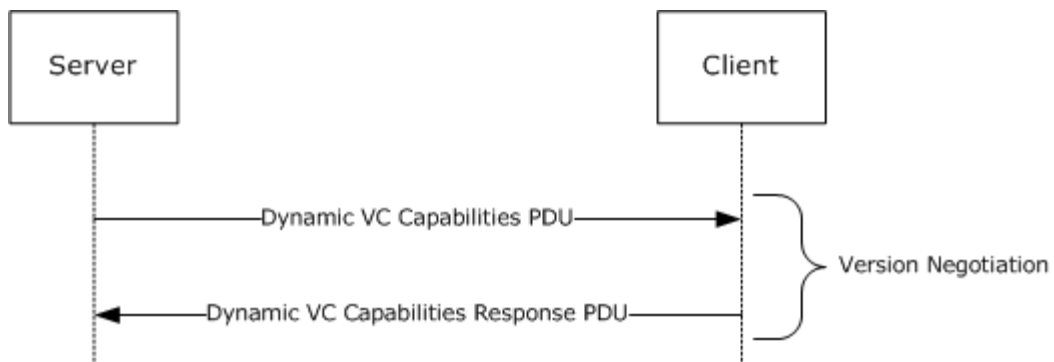 Server
Client
Dynamic VC Capabilities PDU
Version Negotiation
Dynamic VC Capabilities Response PDU